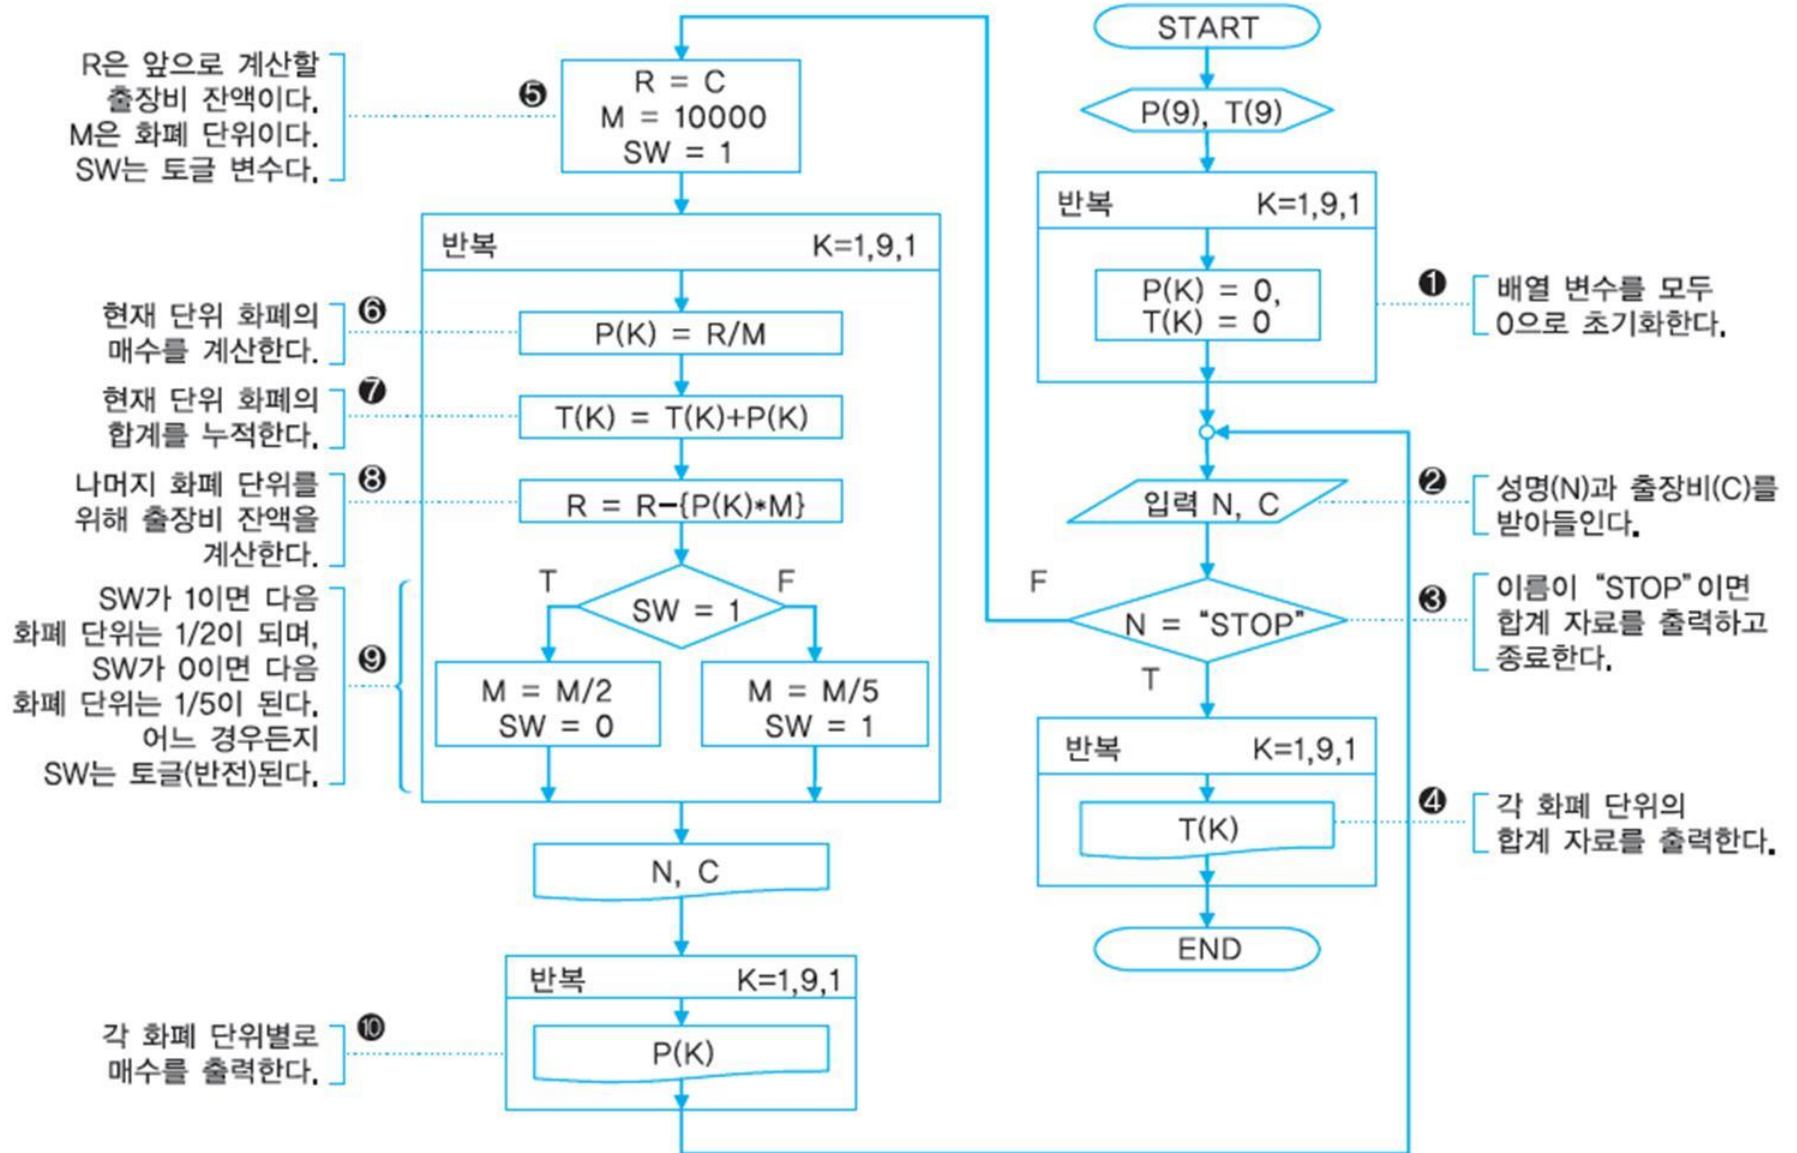 START
P(9), T(9)
반복 K=1,9,1
P(K) = 0,
T(K) = 0
❶
배열 변수를 모두
0으로 초기화한다.
입력 N, C
❷
성명(N)과 출장비(C)를
받아들인다.
N = “STOP”
F
T
❸
이름이 “STOP”이면
합계 자료를 출력하고
종료한다.
반복 K=1,9,1
T(K)
❹
각 화폐 단위의
합계 자료를 출력한다.
END
R은 앞으로 계산할
출장비 잔액이다.
M은 화폐 단위이다.
SW는 토글 변수다.
❺
R = C
M = 10000
SW = 1
반복 K=1,9,1
현재 단위 화폐의
매수를 계산한다.
❻
P(K) = R/M
현재 단위 화폐의
합계를 누적한다.
❼
T(K) = T(K)+P(K)
나머지 화폐 단위를
위해 출장비 잔액을
계산한다.
❽
R = R-{P(K)*M}
SW가 1이면 다음
화폐 단위는 1/2이 되며,
SW가 0이면 다음
화폐 단위는 1/5이 된다.
어느 경우든지
SW는 토글(반전)된다.
❾
T
SW = 1
F
M = M/2
SW = 0
M = M/5
SW = 1
N, C
반복 K=1,9,1
각 화폐 단위별로
매수를 출력한다.
❿
P(K)